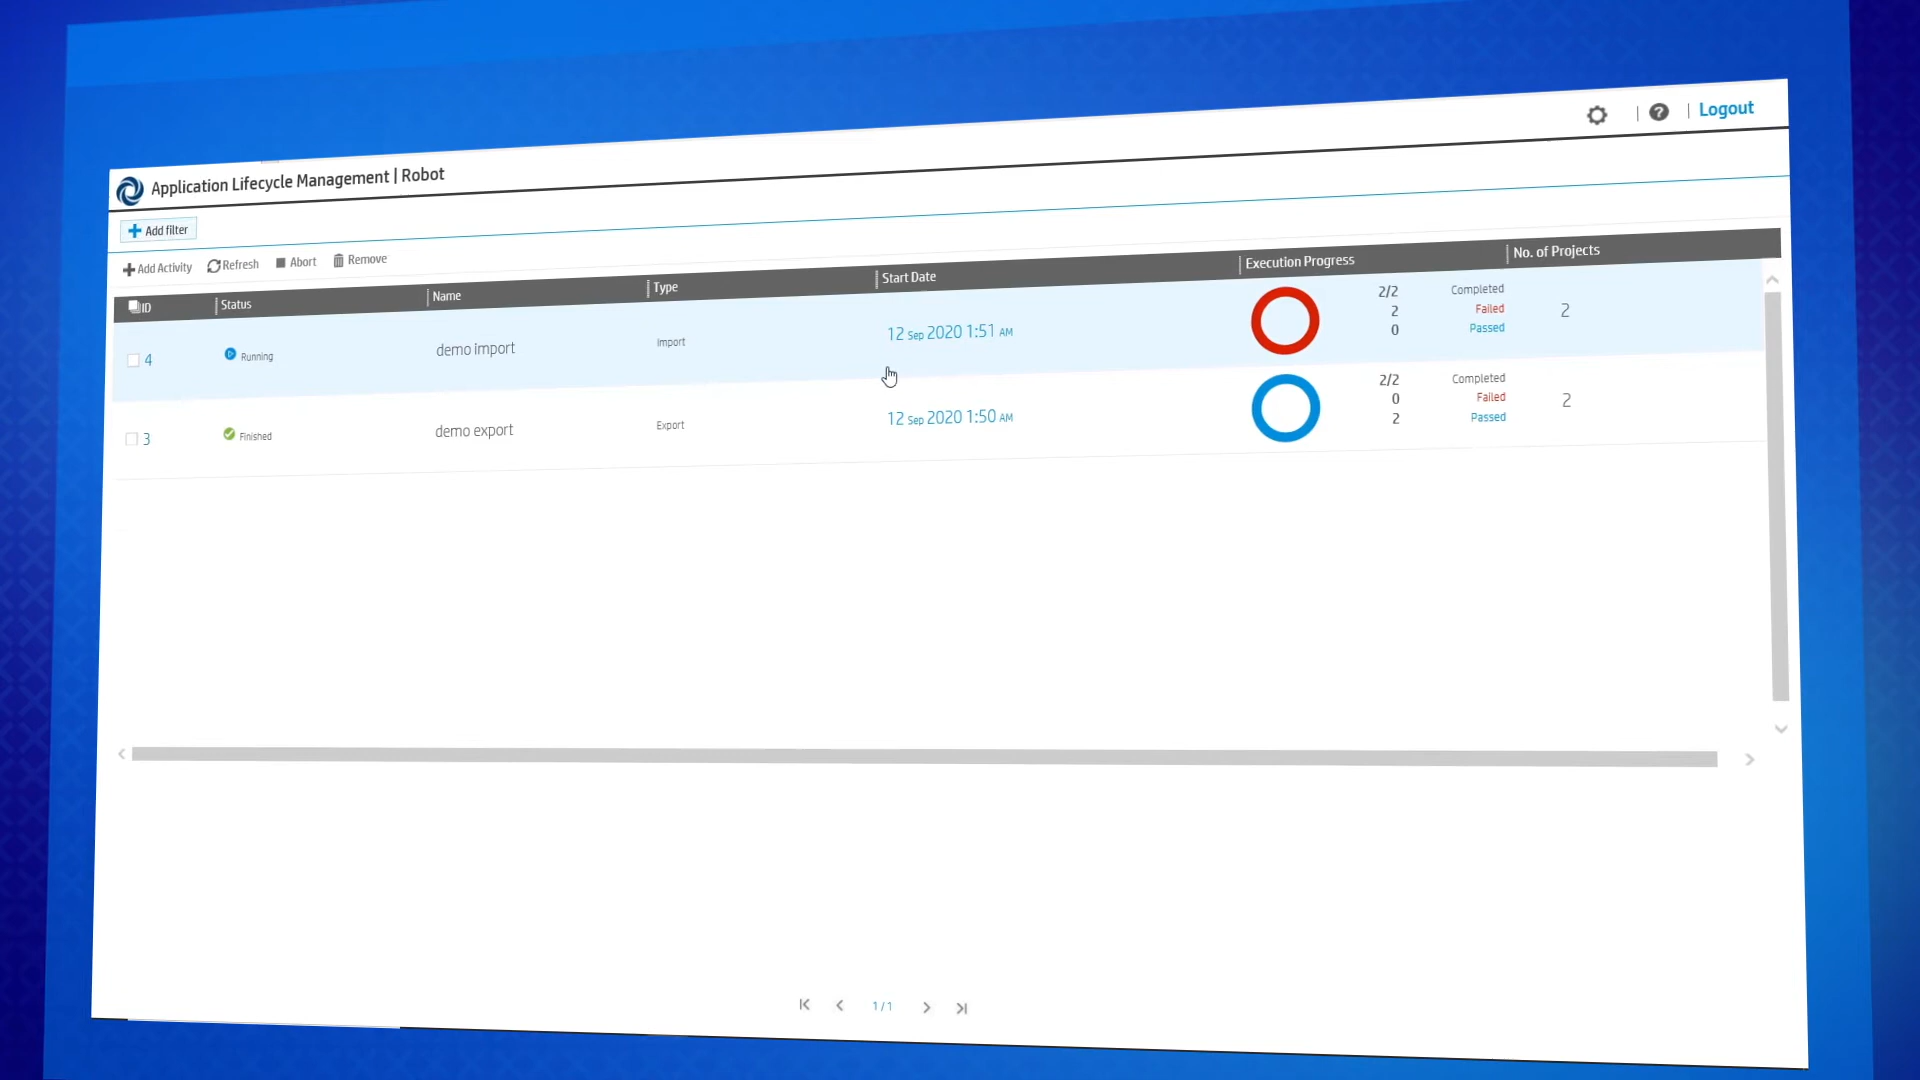 Logout
Application Lifecycle Management | Robot
Add filter
Add Activity Refresh Abort Remove
ID Status Name Type Start Date Execution Progress No. of Projects
4 Running demo import Import 12 Sep 2020 1:51 AM 2/2 Completed 2
2 Failed
0 Passed
3 Finished demo export Export 12 Sep 2020 1:50 AM 2/2 Completed 2
0 Failed
2 Passed
1 / 1